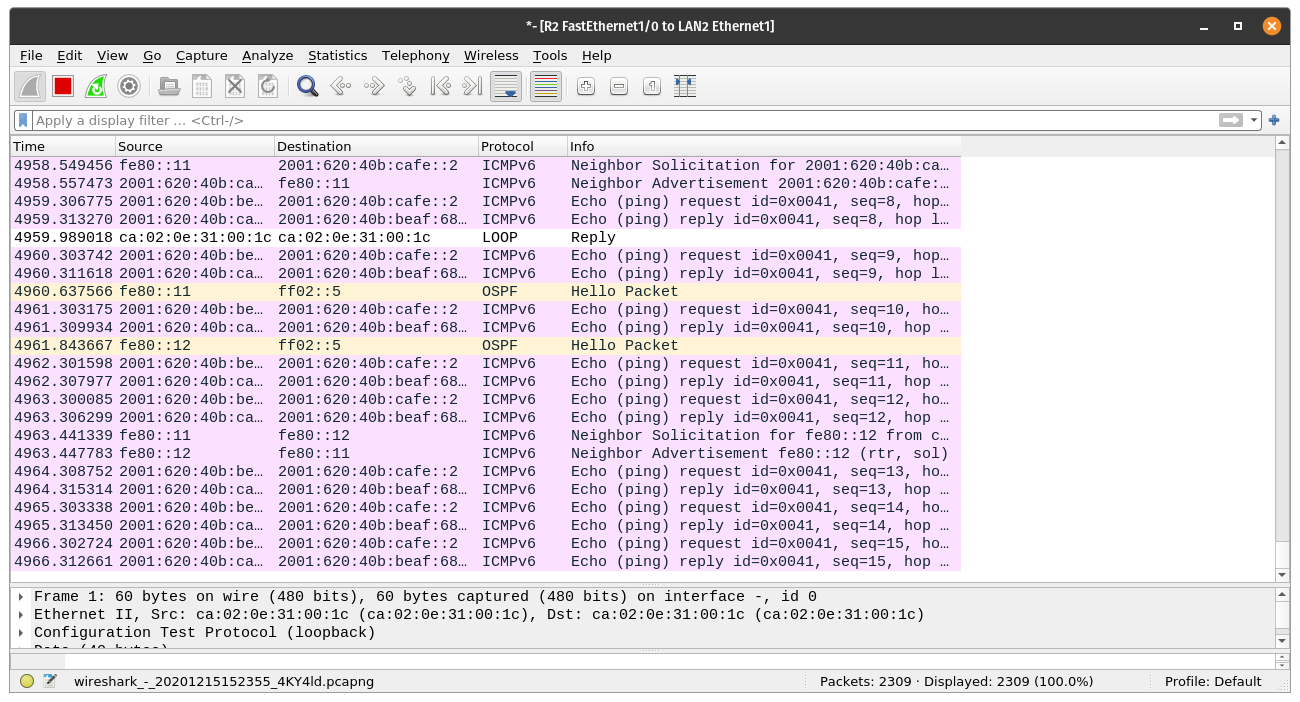 *- [R2 FastEthernet1/0 to LAN2 Ethernet1]
File Edit View Go Capture Analyze Statistics Telephony Wireless Tools Help
Apply a display filter … <Ctrl-/>
Time Source Destination Protocol Info
4958.549456 fe80::11 2001:620:40b:cafe::2 ICMPv6 Neighbor Solicitation for 2001:620:40b:ca…
4958.557473 2001:620:40b:ca… fe80::11 ICMPv6 Neighbor Advertisement 2001:620:40b:cafe:…
4959.306775 2001:620:40b:be… 2001:620:40b:cafe::2 ICMPv6 Echo (ping) request id=0x0041, seq=8, hop…
4959.313270 2001:620:40b:ca… 2001:620:40b:beaf:68… ICMPv6 Echo (ping) reply id=0x0041, seq=8, hop l…
4959.989018 ca:02:0e:31:00:1c ca:02:0e:31:00:1c LOOP Reply
4960.303742 2001:620:40b:be… 2001:620:40b:cafe::2 ICMPv6 Echo (ping) request id=0x0041, seq=9, hop…
4960.311618 2001:620:40b:ca… 2001:620:40b:beaf:68… ICMPv6 Echo (ping) reply id=0x0041, seq=9, hop l…
4960.637566 fe80::11 ff02::5 OSPF Hello Packet
4961.303175 2001:620:40b:be… 2001:620:40b:cafe::2 ICMPv6 Echo (ping) request id=0x0041, seq=10, ho…
4961.309934 2001:620:40b:ca… 2001:620:40b:beaf:68… ICMPv6 Echo (ping) reply id=0x0041, seq=10, hop …
4961.843667 fe80::12 ff02::5 OSPF Hello Packet
4962.301598 2001:620:40b:be… 2001:620:40b:cafe::2 ICMPv6 Echo (ping) request id=0x0041, seq=11, ho…
4962.307977 2001:620:40b:ca… 2001:620:40b:beaf:68… ICMPv6 Echo (ping) reply id=0x0041, seq=11, hop …
4963.300085 2001:620:40b:be… 2001:620:40b:cafe::2 ICMPv6 Echo (ping) request id=0x0041, seq=12, ho…
4963.306299 2001:620:40b:ca… 2001:620:40b:beaf:68… ICMPv6 Echo (ping) reply id=0x0041, seq=12, hop …
4963.441339 fe80::11 fe80::12 ICMPv6 Neighbor Solicitation for fe80::12 from c…
4963.447783 fe80::12 fe80::11 ICMPv6 Neighbor Advertisement fe80::12 (rtr, sol)
4964.308752 2001:620:40b:be… 2001:620:40b:cafe::2 ICMPv6 Echo (ping) request id=0x0041, seq=13, ho…
4964.315314 2001:620:40b:ca… 2001:620:40b:beaf:68… ICMPv6 Echo (ping) reply id=0x0041, seq=13, hop …
4965.303338 2001:620:40b:be… 2001:620:40b:cafe::2 ICMPv6 Echo (ping) request id=0x0041, seq=14, ho…
4965.313450 2001:620:40b:ca… 2001:620:40b:beaf:68… ICMPv6 Echo (ping) reply id=0x0041, seq=14, hop …
4966.302724 2001:620:40b:be… 2001:620:40b:cafe::2 ICMPv6 Echo (ping) request id=0x0041, seq=15, ho…
4966.312661 2001:620:40b:ca… 2001:620:40b:beaf:68… ICMPv6 Echo (ping) reply id=0x0041, seq=15, hop …
Frame 1: 60 bytes on wire (480 bits), 60 bytes captured (480 bits) on interface -, id 0
Ethernet II, Src: ca:02:0e:31:00:1c (ca:02:0e:31:00:1c), Dst: ca:02:0e:31:00:1c (ca:02:0e:31:00:1c)
Configuration Test Protocol (loopback)
wireshark_-_20201215152355_4KY4ld.pcapng Packets: 2309 · Displayed: 2309 (100.0%) Profile: Default